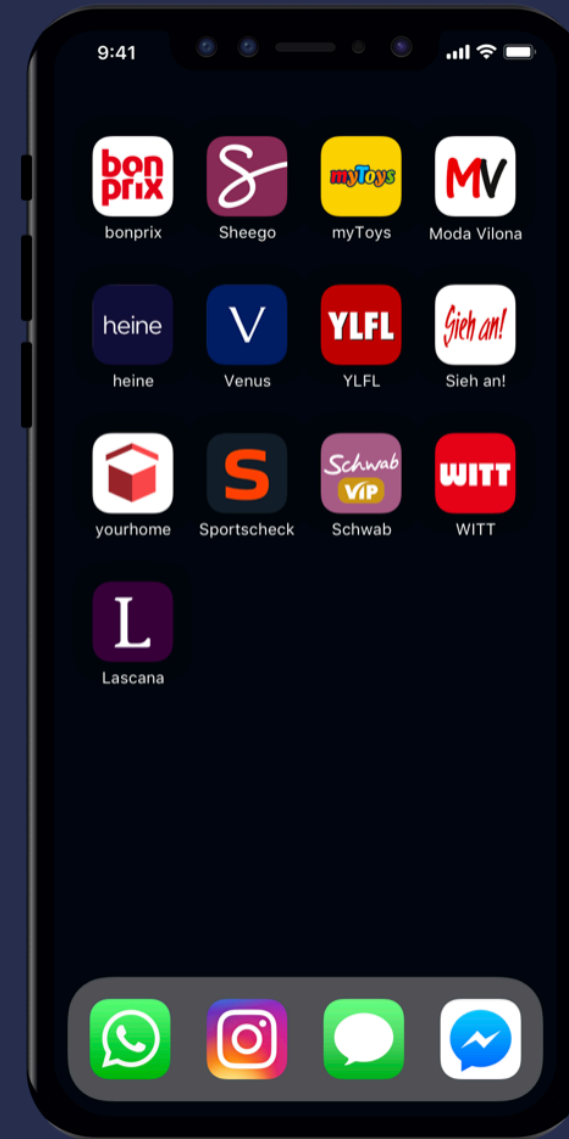 9:41
bon
prix
myToys
MV
bonprix Sheego myToys Moda Vilona
heine V YLFL Sieh an!
heine Venus YLFL Sieh an!
S Schwab WITT
ViP
yourhome Sportscheck Schwab WITT
L
Lascana